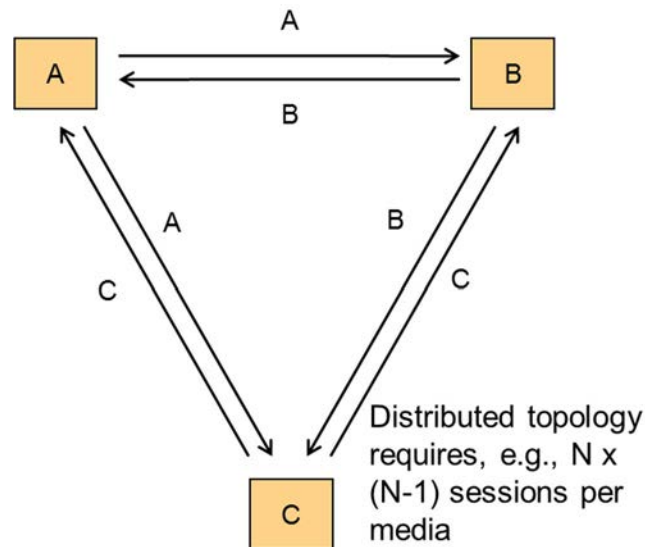 A
A
B
B
A
B
C
C
Distributed topology
requires, e.g., N x
(N-1) sessions per
media
C